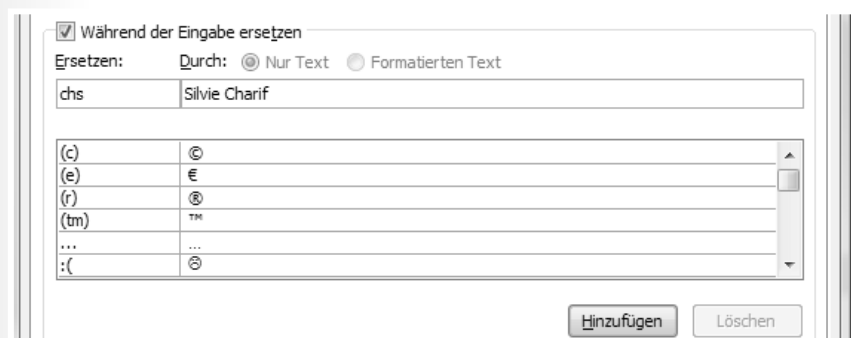 Während der Eingabe ersetzen
Ersetzen: Durch: Nur Text Formatierten Text
chs Silvie Charif
(c) ©
(e) €
(r) ®
(tm) ™
... …
:( ☹
Hinzufügen Löschen